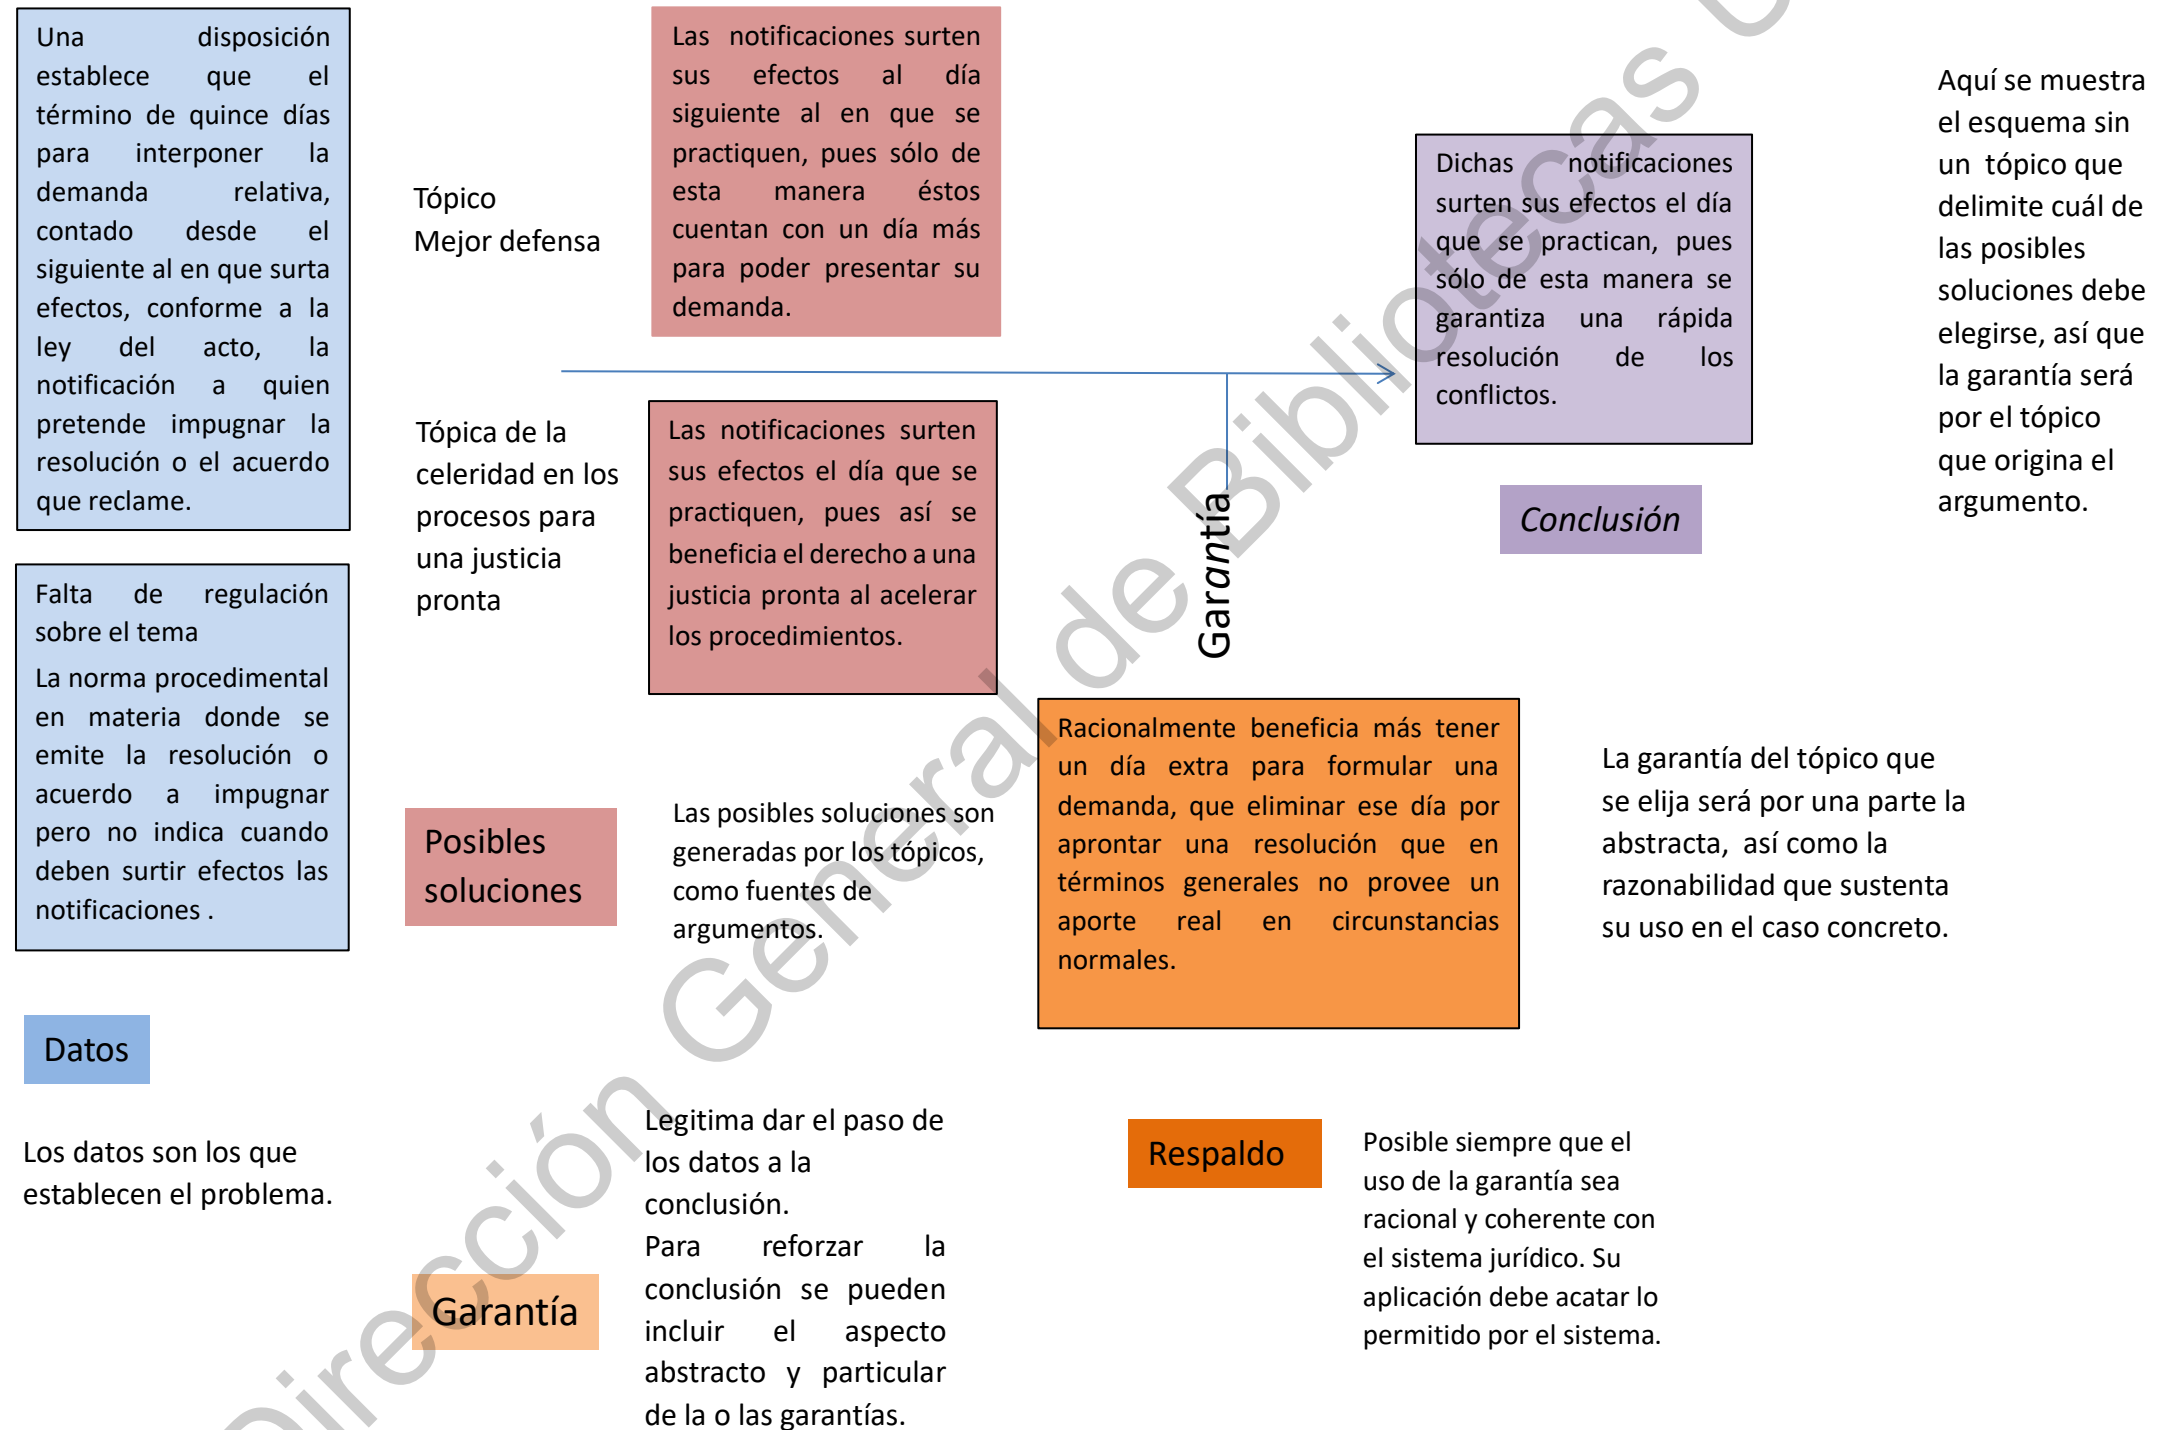 Una disposición
establece que el
término de quince días
para interponer la
demanda relativa,
contado desde el
siguiente al en que surta
efectos, conforme a la
ley del acto, la
notificación a quien
pretende impugnar la
resolución o el acuerdo
que reclame.
Falta de regulación
sobre el tema
La norma procedimental
en materia donde se
emite la resolución o
acuerdo a impugnar
pero no indica cuando
deben surtir efectos las
notificaciones .
Datos
Los datos son los que
establecen el problema.
Tópico
Mejor defensa
Tópica de la
celeridad en los
procesos para
una justicia
pronta
Las notificaciones surten
sus efectos al día
siguiente al en que se
practiquen, pues sólo de
esta manera éstos
cuentan con un día más
para poder presentar su
demanda.
Las notificaciones surten
sus efectos el día que se
practiquen, pues así se
beneficia el derecho a una
justicia pronta al acelerar
los procedimientos.
Posibles
soluciones
Las posibles soluciones son
generadas por los tópicos,
como fuentes de
argumentos.
Garantía
Legitima dar el paso de
los datos a la
conclusión.
Para reforzar la
conclusión se pueden
incluir el aspecto
abstracto y particular
de la o las garantías.
Garantía
Racionalmente beneficia más tener
un día extra para formular una
demanda, que eliminar ese día por
aprontar una resolución que en
términos generales no provee un
aporte real en circunstancias
normales.
Respaldo
Posible siempre que el
uso de la garantía sea
racional y coherente con
el sistema jurídico. Su
aplicación debe acatar lo
permitido por el sistema.
Dichas notificaciones
surten sus efectos el día
que se practican, pues
sólo de esta manera se
garantiza una rápida
resolución de los
conflictos.
Conclusión
La garantía del tópico que
se elija será por una parte la
abstracta, así como la
razonabilidad que sustenta
su uso en el caso concreto.
Aquí se muestra
el esquema sin
un tópico que
delimite cuál de
las posibles
soluciones debe
elegirse, así que
la garantía será
por el tópico
que origina el
argumento.
Dirección General de Bibliotecas U